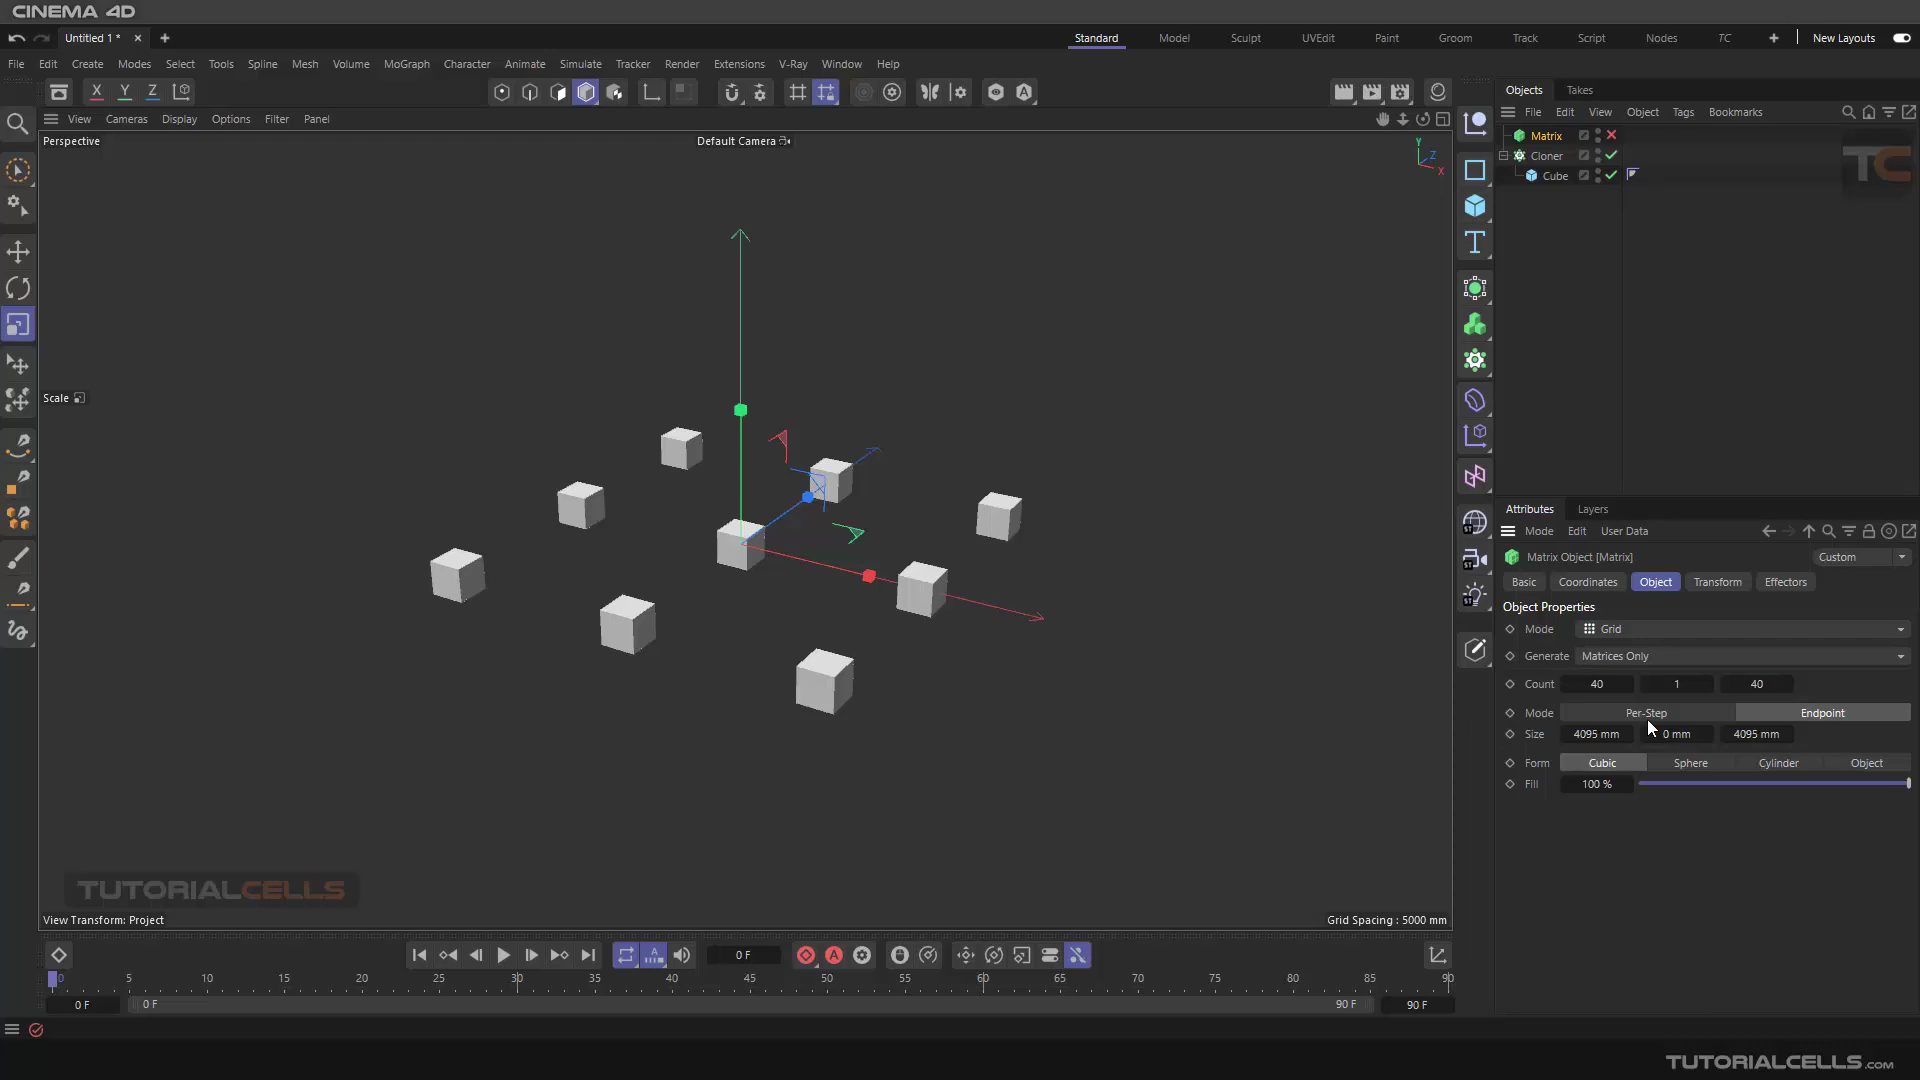 CINEMA 4D
Untitled 1 *
Standard Model Sculpt UVEdit Paint Groom Track Script Nodes TC New Layouts
File Edit Create Modes Select Tools Spline Mesh Volume MoGraph Character Animate Simulate Tracker Render Extensions V-Ray Window Help
X Y Z
Objects Takes
View Cameras Display Options Filter Panel
File Edit View Object Tags Bookmarks
Perspective
Default Camera
Y
Z
X
Matrix
Cloner
Cube
TC
Scale
Attributes Layers
Mode Edit User Data
Matrix Object [Matrix]
Custom
Basic Coordinates Object Transform Effectors
Object Properties
Mode Grid
Generate Matrices Only
Count 40 1 40
Mode Per-Step Endpoint
Size 4095 mm 0 mm 4095 mm
Form Cubic Sphere Cylinder Object
Fill 100 %
TUTORIALCELLS
View Transform: Project
Grid Spacing : 5000 mm
0 F
0 5 10 15 20 25 30 35 40 45 50 55 60 65 70 75 80 85 90
0 F 0 F 90 F 90 F
TUTORIALCELLS.COM